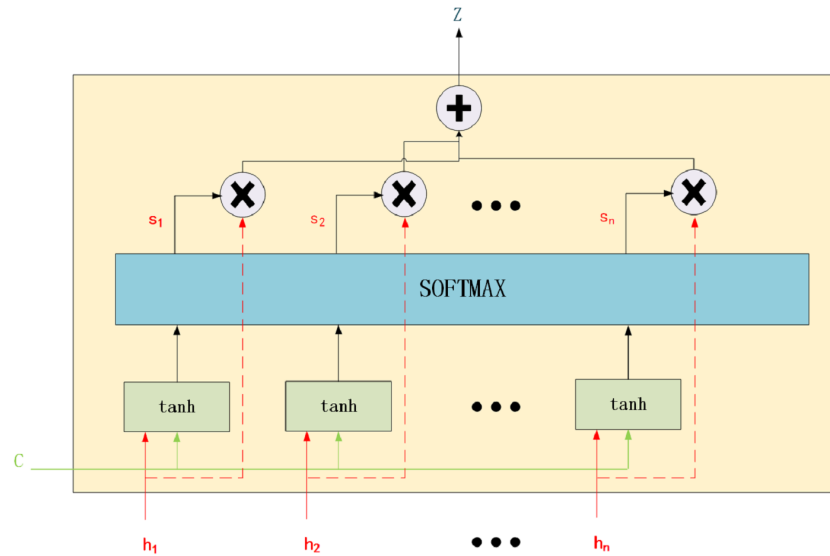 Z
s₁ s₂ sₙ
SOFTMAX
tanh tanh tanh
C
h₁ h₂ hₙ